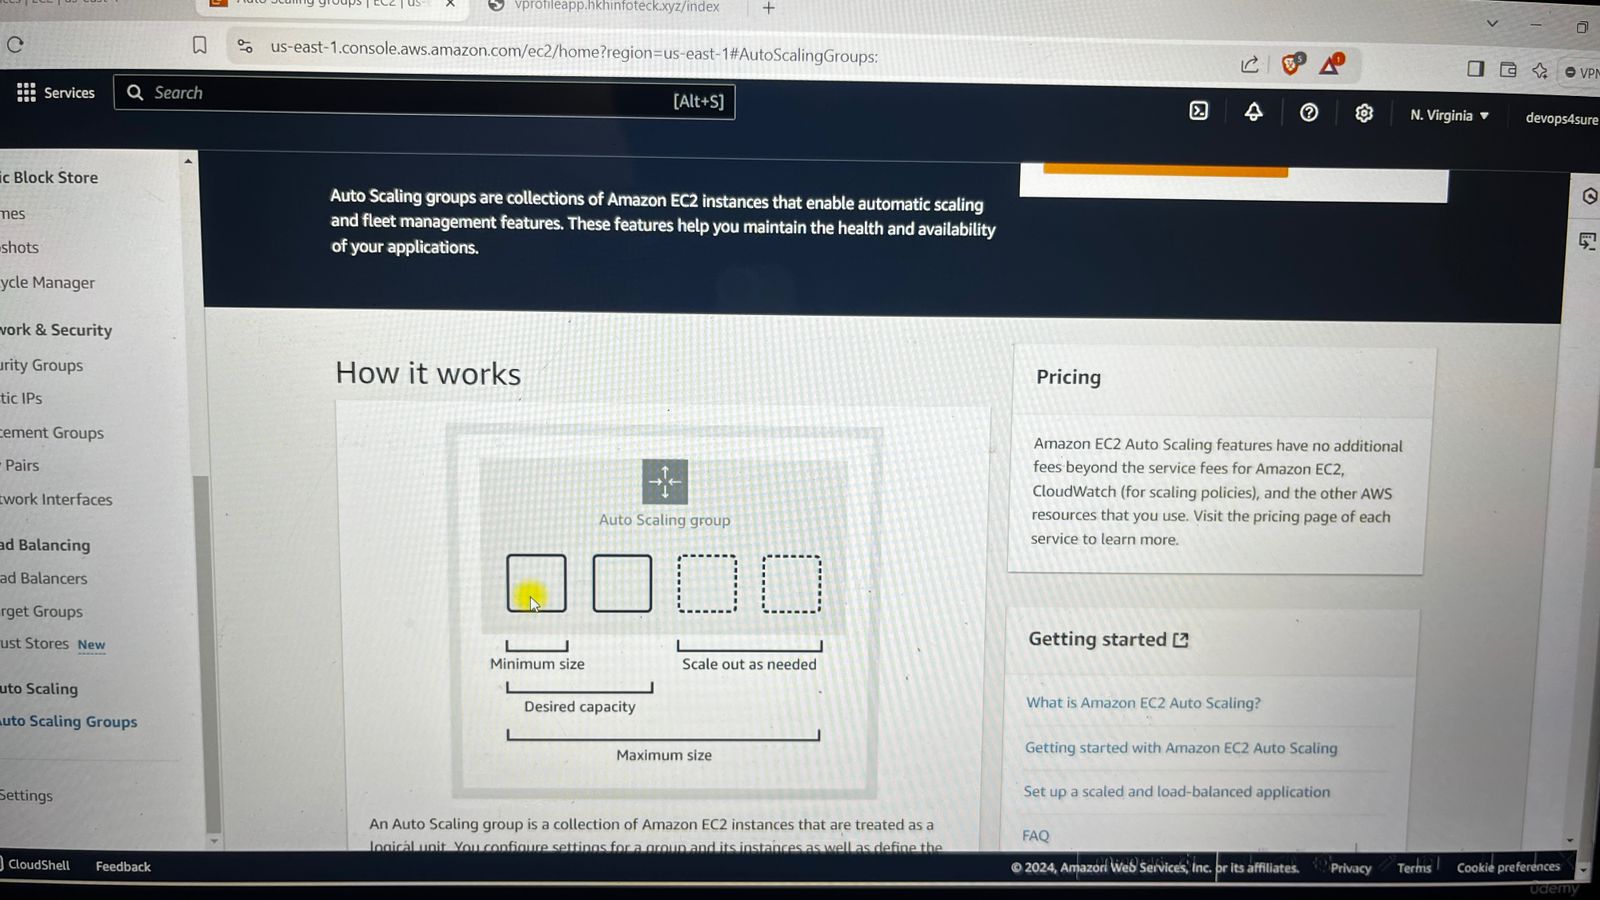 Auto Scaling groups | EC2 | us-
vprofileapp.hkhinfoteck.xyz/index
us-east-1.console.aws.amazon.com/ec2/home?region=us-east-1#AutoScalingGroups:
5
1
VPN
Services
Search
[Alt+S]
N. Virginia
devops4sure
ic Block Store
mes
shots
ycle Manager
work & Security
urity Groups
tic IPs
cement Groups
Pairs
twork Interfaces
ad Balancing
ad Balancers
rget Groups
ust Stores New
uto Scaling
uto Scaling Groups
Settings
Auto Scaling groups are collections of Amazon EC2 instances that enable automatic scaling
and fleet management features. These features help you maintain the health and availability
of your applications.
How it works
Auto Scaling group
Minimum size
Scale out as needed
Desired capacity
Maximum size
An Auto Scaling group is a collection of Amazon EC2 instances that are treated as a
logical unit. You configure settings for a group and its instances as well as define the
Pricing
Amazon EC2 Auto Scaling features have no additional
fees beyond the service fees for Amazon EC2,
CloudWatch (for scaling policies), and the other AWS
resources that you use. Visit the pricing page of each
service to learn more.
Getting started
What is Amazon EC2 Auto Scaling?
Getting started with Amazon EC2 Auto Scaling
Set up a scaled and load-balanced application
FAQ
CloudShell
Feedback
© 2024, Amazon Web Services, Inc. or its affiliates.
Privacy
Terms
Cookie preferences
udemy